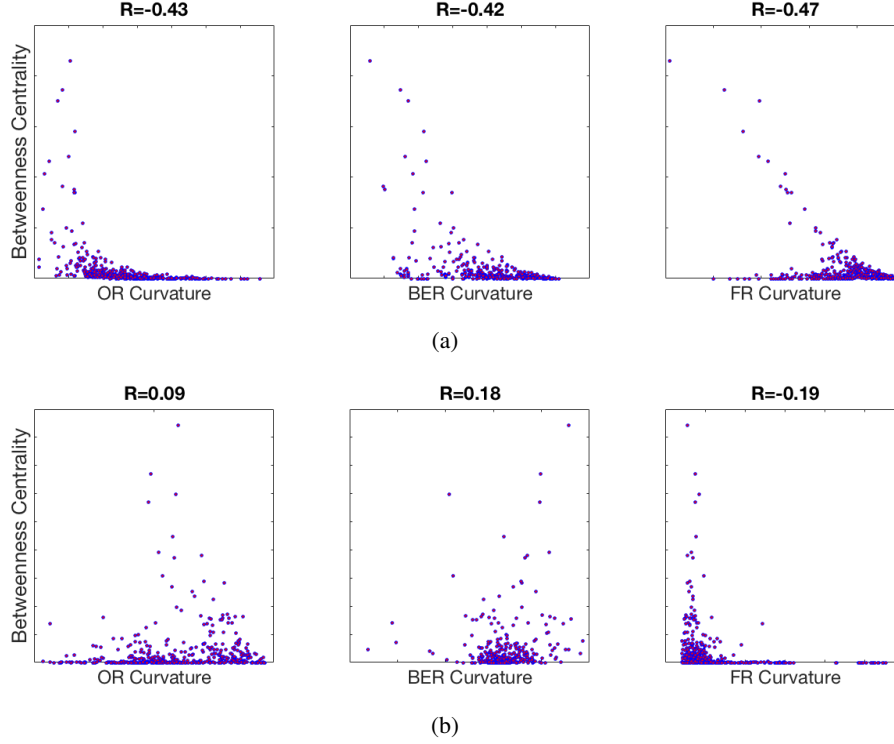 R=-0.43 R=-0.42 R=-0.47
Betweenness Centrality
OR Curvature BER Curvature FR Curvature
(a)
R=0.09 R=0.18 R=-0.19
Betweenness Centrality
OR Curvature BER Curvature FR Curvature
(b)